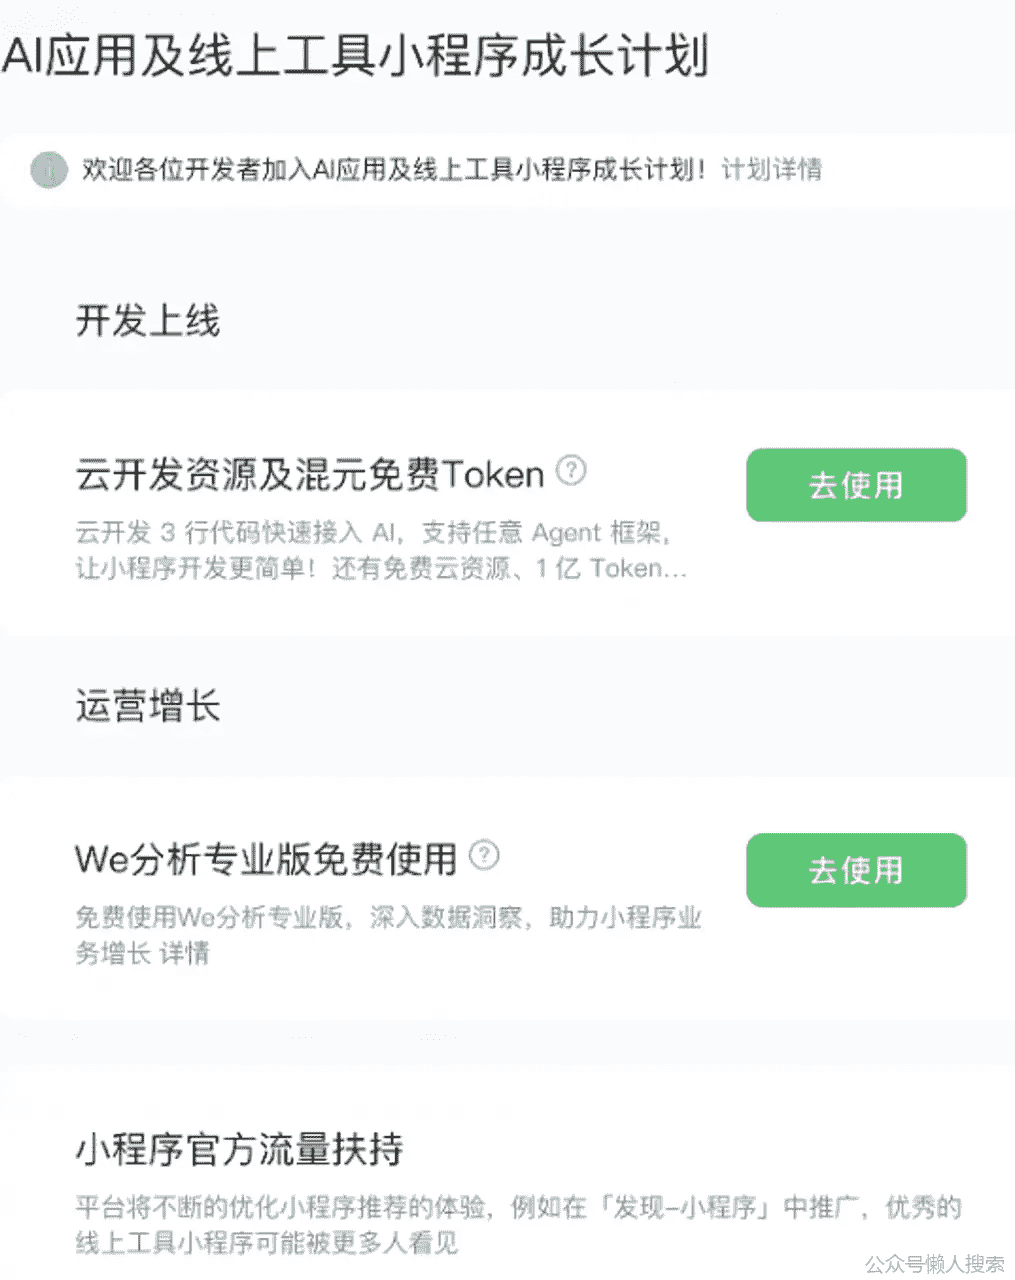 AI应用及线上工具小程序成长计划
欢迎各位开发者加入AI应用及线上工具小程序成长计划！计划详情
开发上线
云开发资源及混元免费Token ?
去使用
云开发 3 行代码快速接入 AI，支持任意 Agent 框架，
让小程序开发更简单！还有免费云资源、1 亿 Token...
运营增长
We分析专业版免费使用 ?
去使用
免费使用We分析专业版，深入数据洞察，助力小程序业
务增长 详情
小程序官方流量扶持
平台将不断的优化小程序推荐的体验，例如在「发现-小程序」中推广，优秀的
线上工具小程序可能被更多人看见
公众号懒人搜索